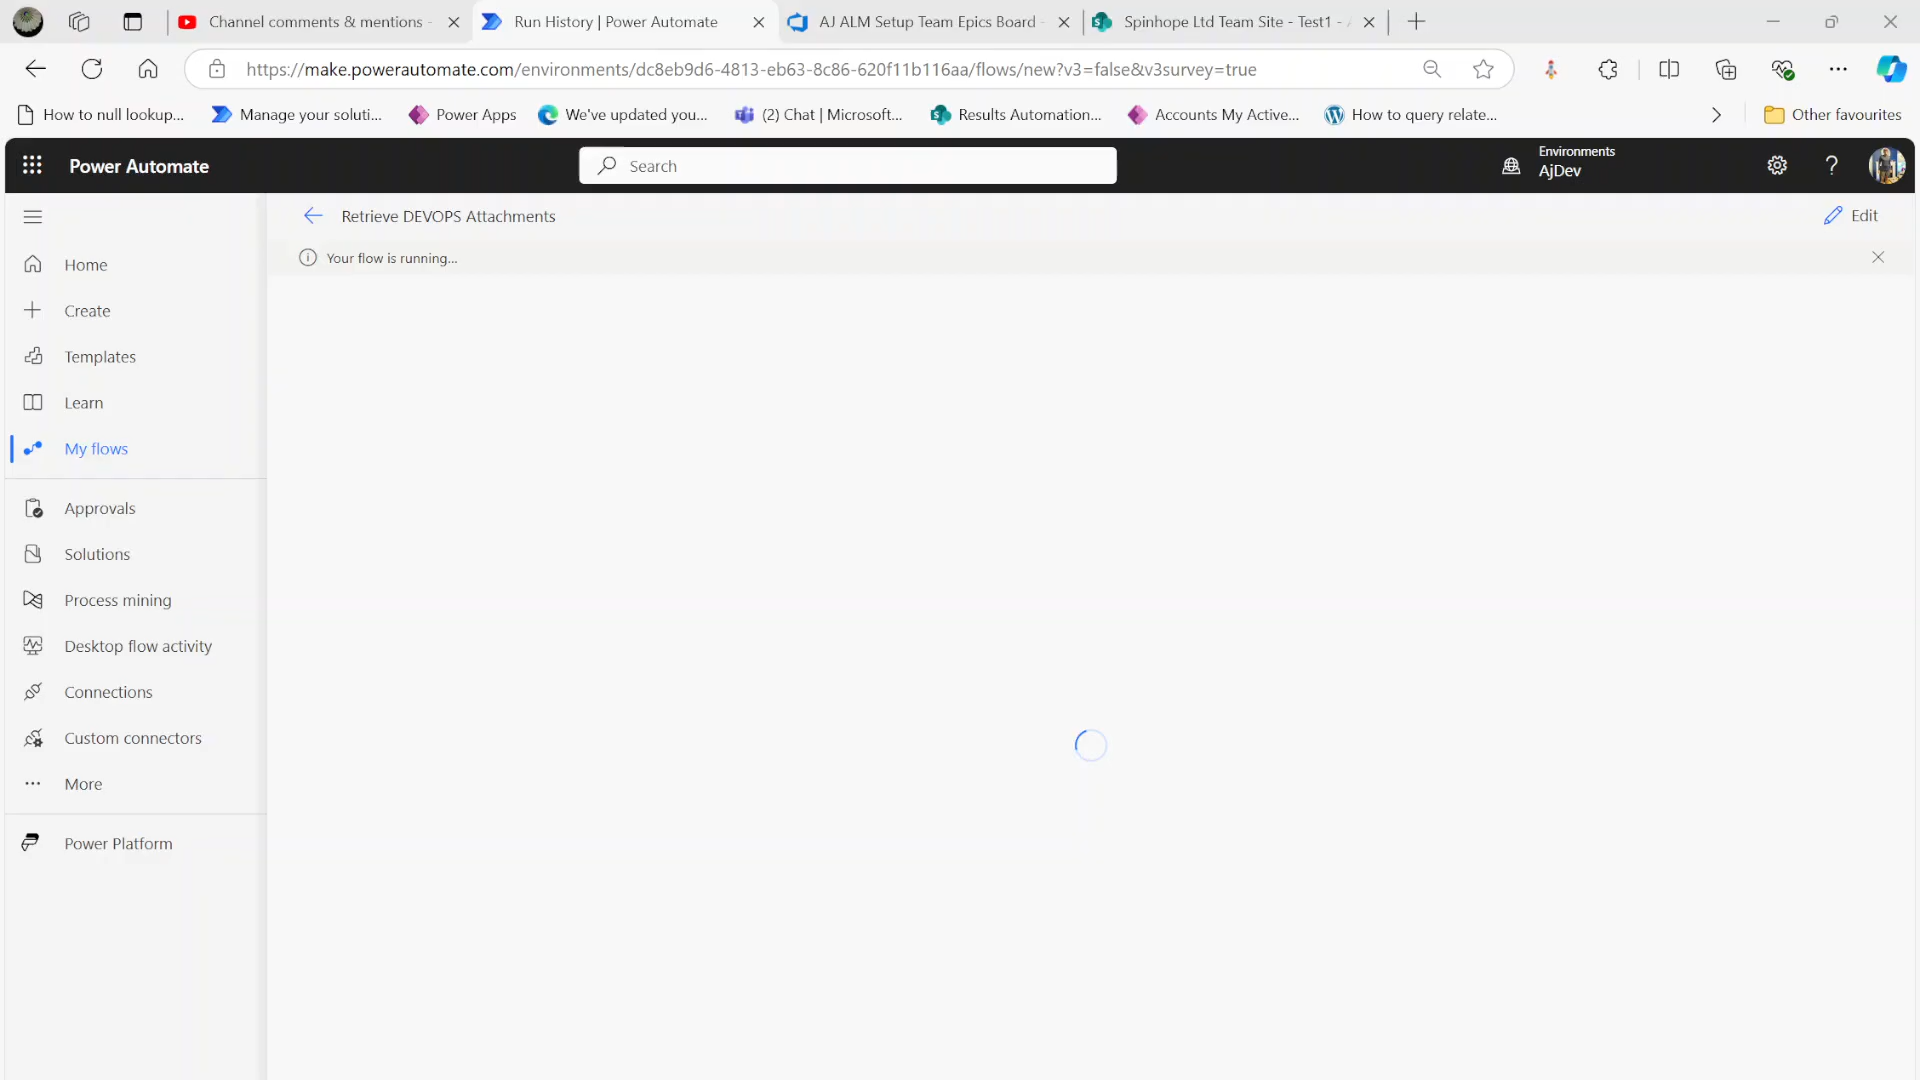 Channel comments & mentions -
Run History | Power Automate
AJ ALM Setup Team Epics Board -
Spinhope Ltd Team Site - Test1 -
https://make.powerautomate.com/environments/dc8eb9d6-4813-eb63-8c86-620f11b116aa/flows/new?v3=false&v3survey=true
How to null lookup...
Manage your soluti...
Power Apps
We've updated you...
(2) Chat | Microsoft...
Results Automation...
Accounts My Active...
How to query relate...
Other favourites
Power Automate
Search
Environments
AjDev
Retrieve DEVOPS Attachments
Edit
Your flow is running...
Home
Create
Templates
Learn
My flows
Approvals
Solutions
Process mining
Desktop flow activity
Connections
Custom connectors
More
Power Platform